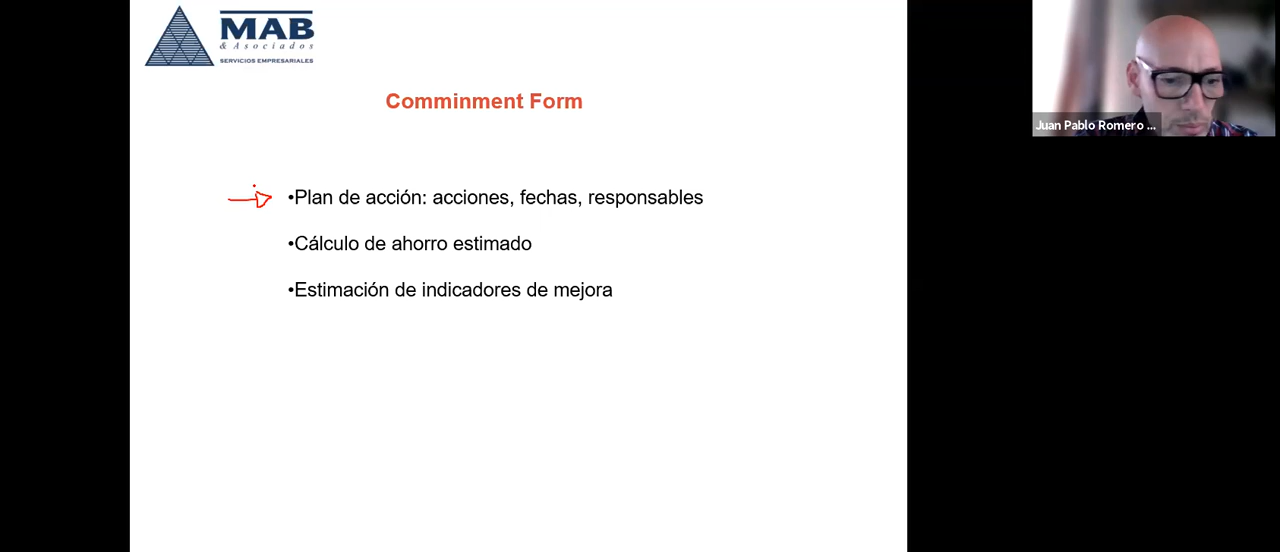 MAB
& Asociados
SERVICIOS EMPRESARIALES
Comminment Form
•Plan de acción: acciones, fechas, responsables
•Cálculo de ahorro estimado
•Estimación de indicadores de mejora
Juan Pablo Romero ...